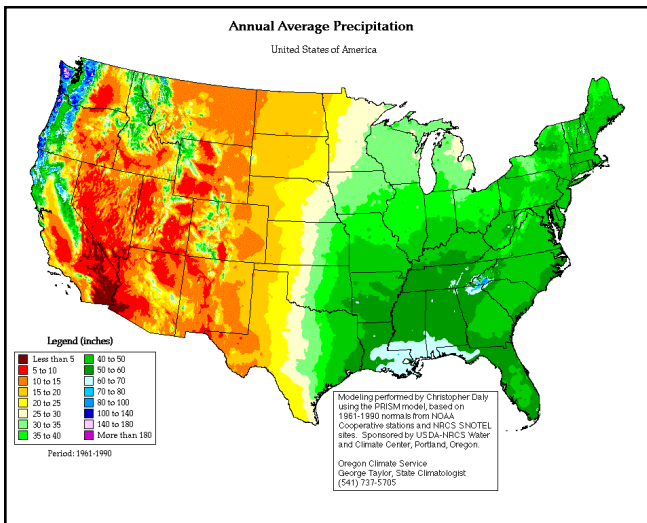 Annual Average Precipitation
United States of America
Legend (inches)
Less than 5
5 to 10
10 to 15
15 to 20
20 to 25
25 to 30
30 to 35
35 to 40
40 to 50
50 to 60
60 to 70
70 to 80
80 to 100
100 to 140
140 to 180
More than 180
Period: 1961-1990
Modeling performed by Christopher Daly
using the PRISM model, based on
1961-1990 normals from NOAA
Cooperative stations and NRCS SNOTEL
sites. Sponsored by USDA-NRCS Water
and Climate Center, Portland, Oregon.
Oregon Climate Service
George Taylor, State Climatologist
(541) 737-5705